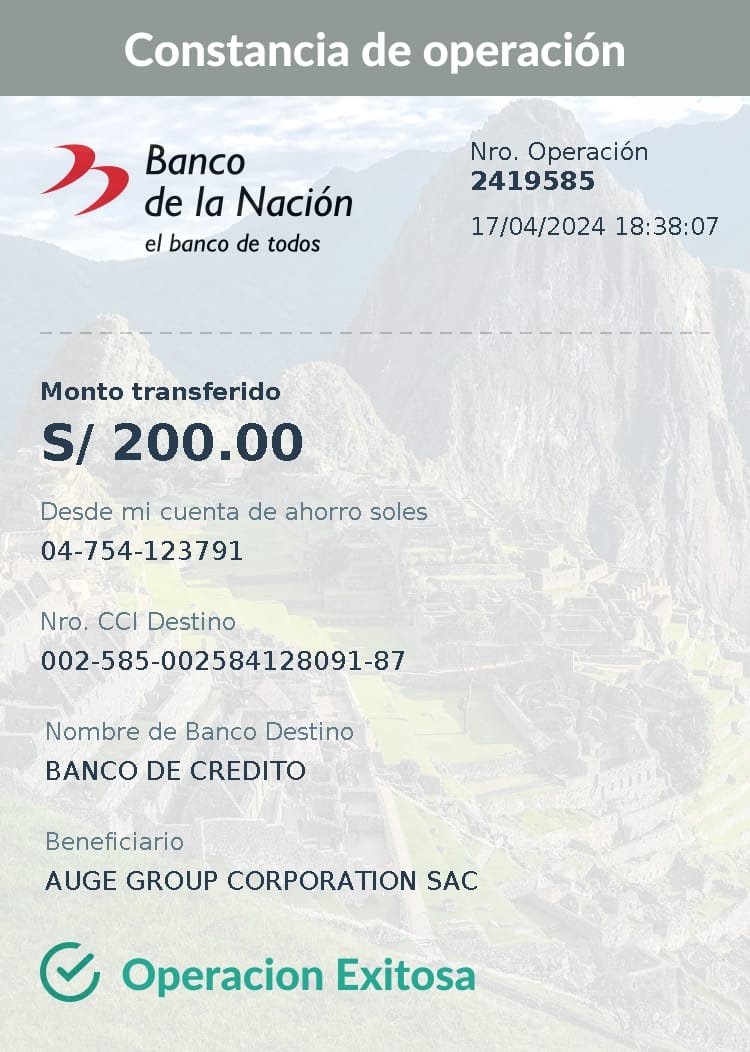 Constancia de operación
Banco
de la Nación
el banco de todos
Nro. Operación
2419585
17/04/2024 18:38:07
Monto transferido
S/ 200.00
Desde mi cuenta de ahorro soles
04-754-123791
Nro. CCI Destino
002-585-002584128091-87
Nombre de Banco Destino
BANCO DE CREDITO
Beneficiario
AUGE GROUP CORPORATION SAC
Operacion Exitosa